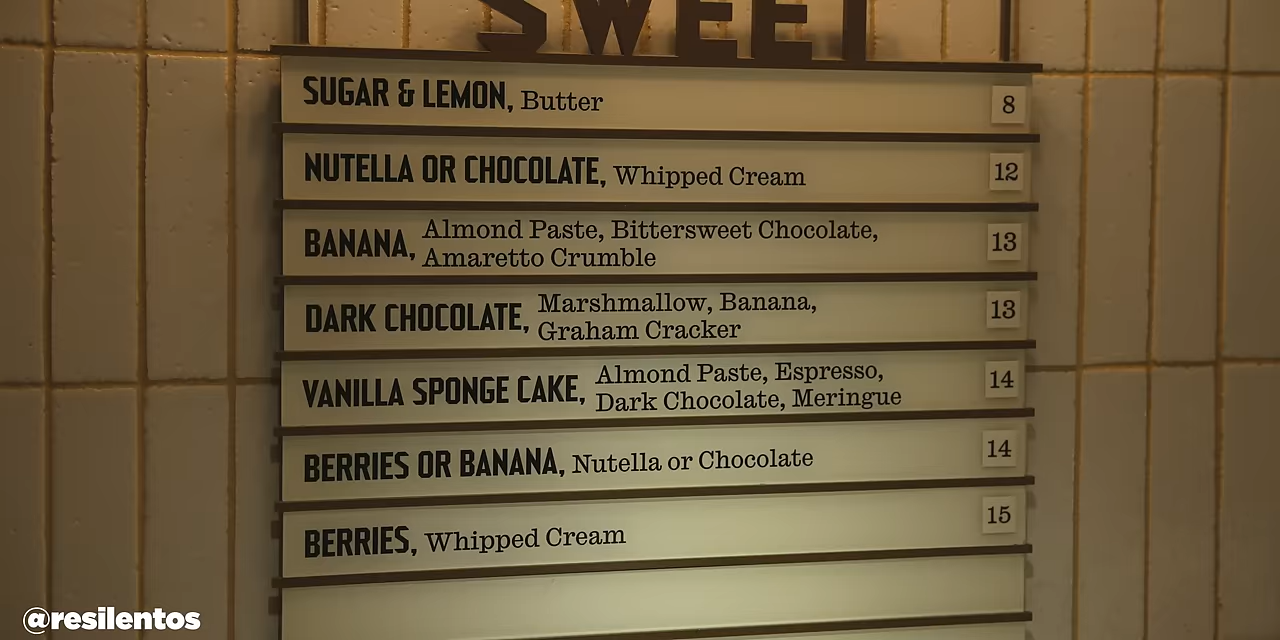 SWEET
SUGAR & LEMON, Butter 8
NUTELLA OR CHOCOLATE, Whipped Cream 12
BANANA, Almond Paste, Bittersweet Chocolate,
Amaretto Crumble 13
DARK CHOCOLATE, Marshmallow, Banana,
Graham Cracker 13
VANILLA SPONGE CAKE, Almond Paste, Espresso,
Dark Chocolate, Meringue 14
BERRIES OR BANANA, Nutella or Chocolate 14
BERRIES, Whipped Cream 15
@resilentos